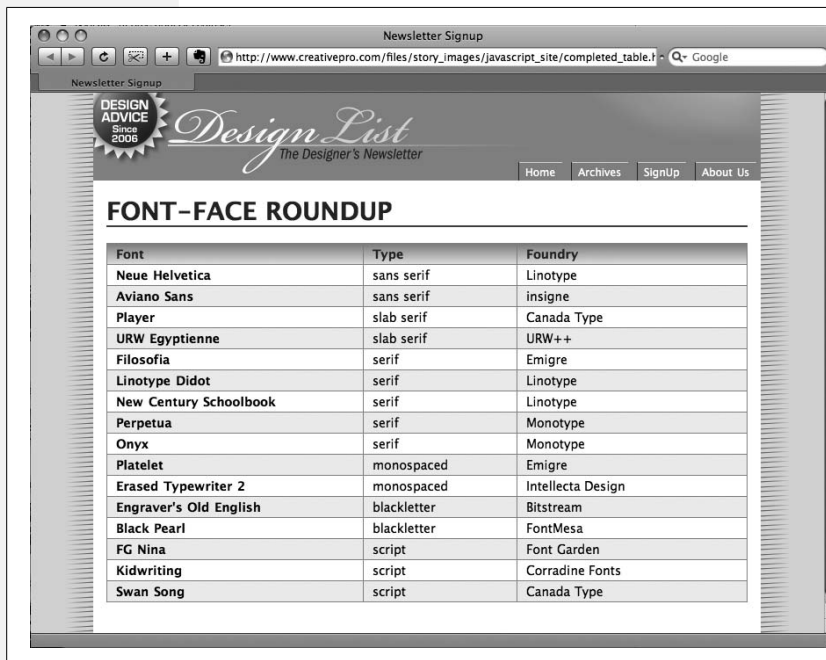 Newsletter Signup
http://www.creativepro.com/files/story_images/javascript_site/completed_table.h
Google
Newsletter Signup
DESIGN
ADVICE
Since
2006
Design List
The Designer's Newsletter
Home Archives SignUp About Us
FONT-FACE ROUNDUP
Font Type Foundry
Neue Helvetica sans serif Linotype
Aviano Sans sans serif insigne
Player slab serif Canada Type
URW Egyptienne slab serif URW++
Filosofia serif Emigre
Linotype Didot serif Linotype
New Century Schoolbook serif Linotype
Perpetua serif Monotype
Onyx serif Monotype
Platelet monospaced Emigre
Erased Typewriter 2 monospaced Intellecta Design
Engraver's Old English blackletter Bitstream
Black Pearl blackletter FontMesa
FG Nina script Font Garden
Kidwriting script Corradine Fonts
Swan Song script Canada Type